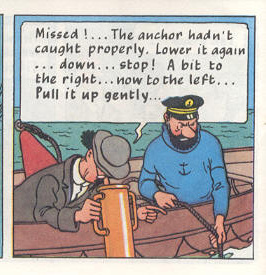 Missed !... The anchor hadn't
caught properly. Lower it again
... down... stop! A bit to
the right... now to the left...
Pull it up gently...